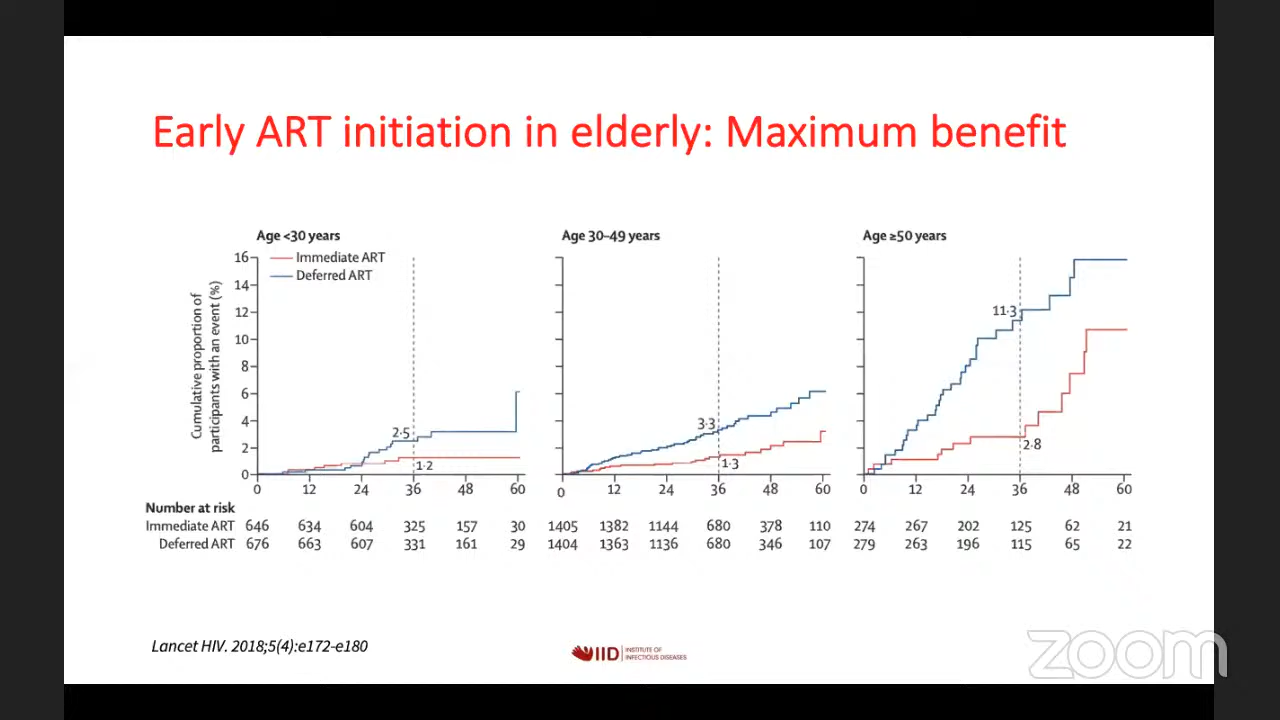 Early ART initiation in elderly: Maximum benefit
Age <30 years
Age 30–49 years
Age ≥50 years
Immediate ART
Deferred ART
Cumulative proportion of
participants with an event (%)
16
14
12
10
8
6
4
2
0
2·5
1·2
3·3
1·3
11·3
2·8
0 12 24 36 48 60
0 12 24 36 48 60
0 12 24 36 48 60
Number at risk
Immediate ART 646 634 604 325 157 30 1405 1382 1144 680 378 110 274 267 202 125 62 21
Deferred ART 676 663 607 331 161 29 1404 1363 1136 680 346 107 279 263 196 115 65 22
Lancet HIV. 2018;5(4):e172-e180
IID INSTITUTE OF
INFECTIOUS DISEASES
zoom